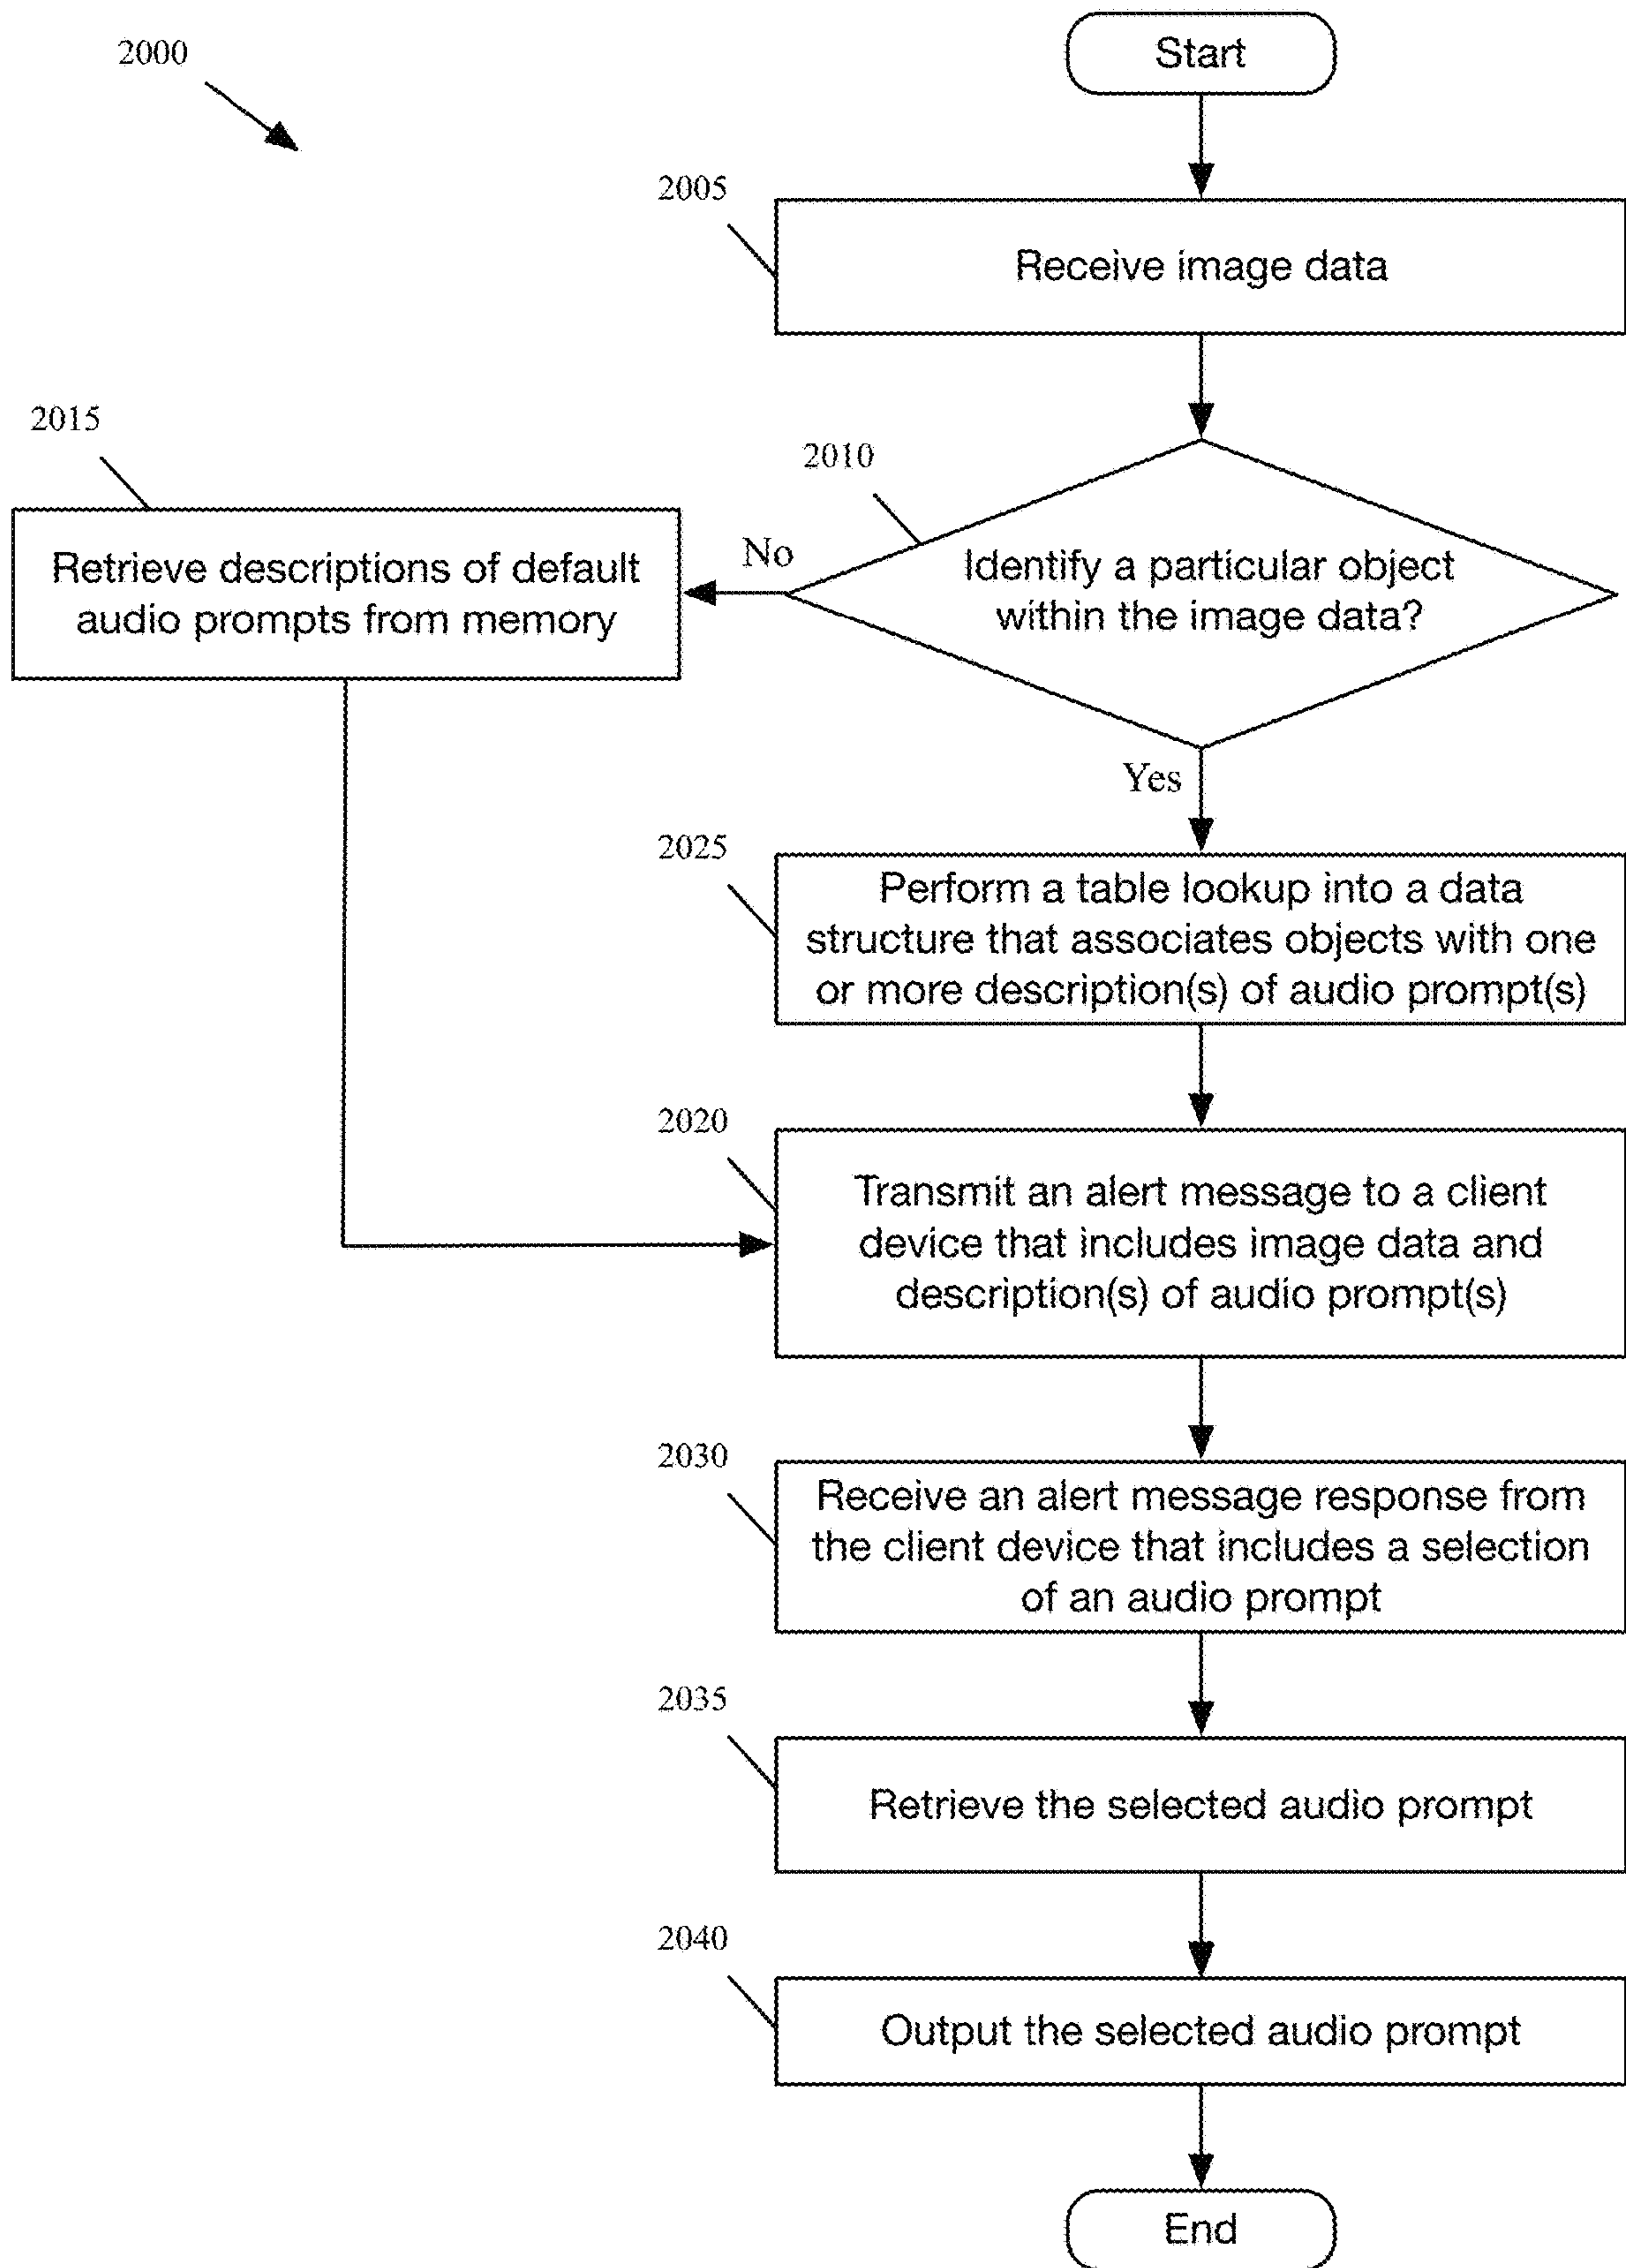 2000
Start
2005
Receive image data
2015
2010
Retrieve descriptions of default
audio prompts from memory
No
Identify a particular object
within the image data?
Yes
2025
Perform a table lookup into a data
structure that associates objects with one
or more description(s) of audio prompt(s)
2020
Transmit an alert message to a client
device that includes image data and
description(s) of audio prompt(s)
2030
Receive an alert message response from
the client device that includes a selection
of an audio prompt
2035
Retrieve the selected audio prompt
2040
Output the selected audio prompt
End